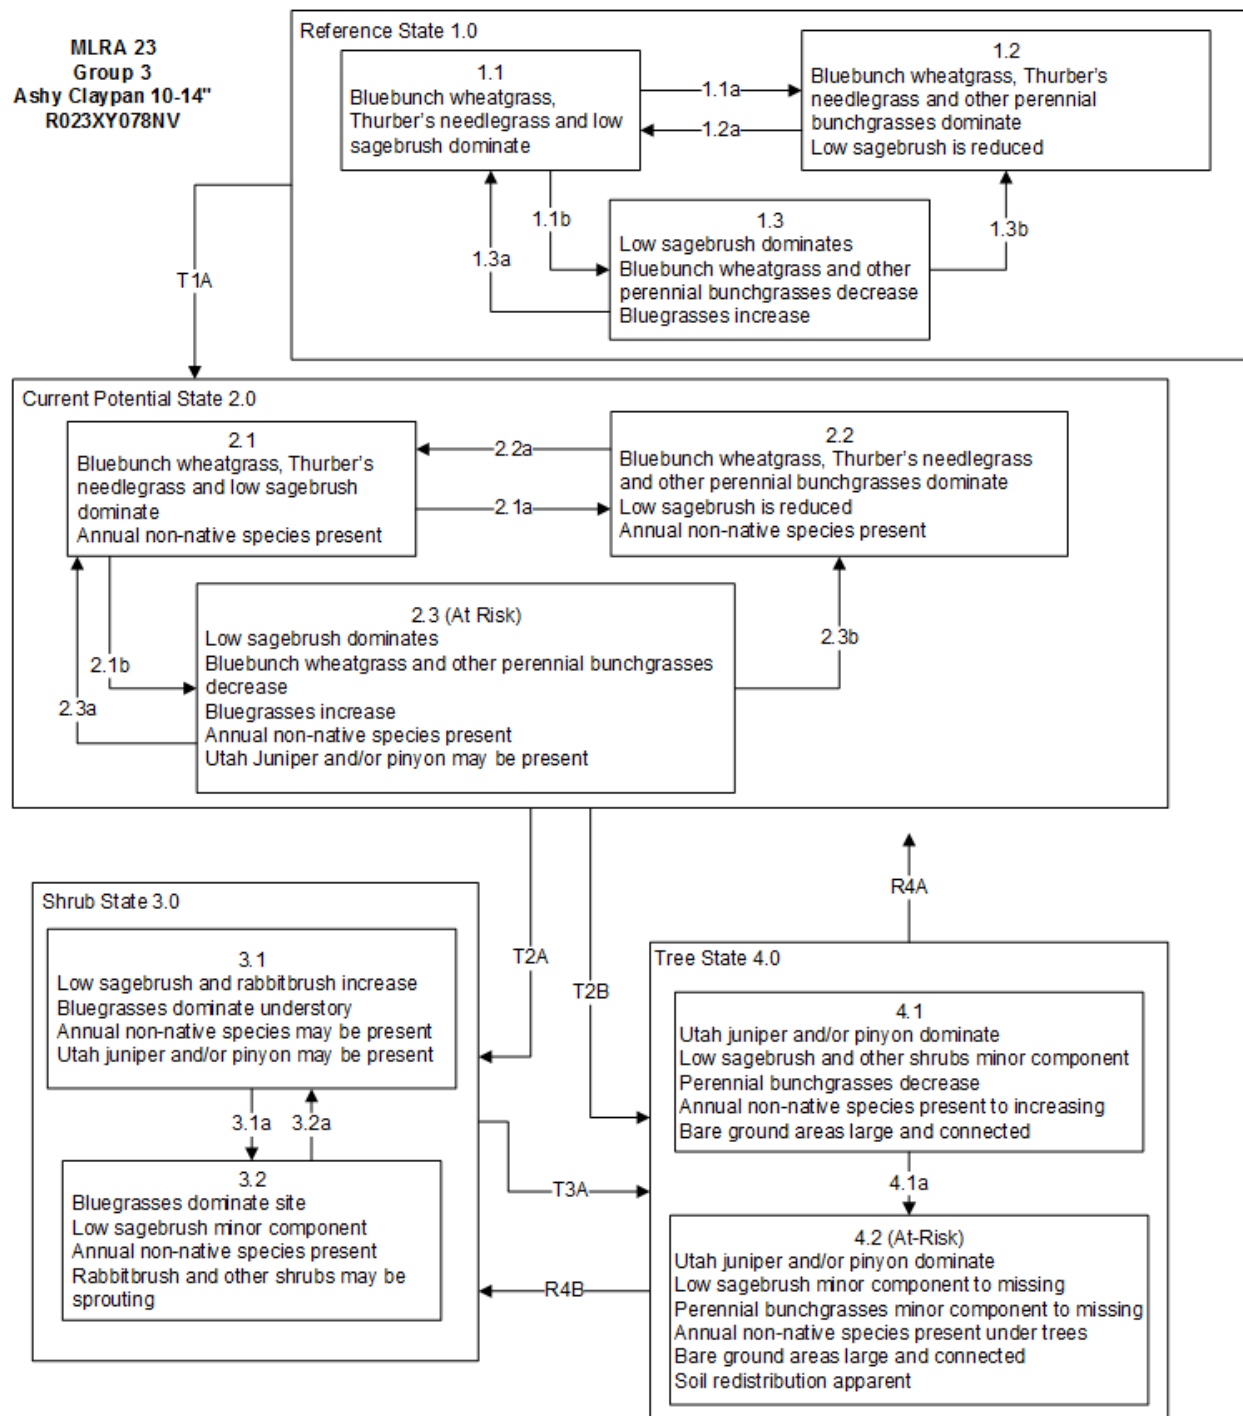 MLRA 23
Group 3
Ashy Claypan 10-14"
R023XY078NV
Reference State 1.0
1.1
Bluebunch wheatgrass,
Thurber's needlegrass and low
sagebrush dominate
1.1a
1.2a
1.2
Bluebunch wheatgrass, Thurber's
needlegrass and other perennial
bunchgrasses dominate
Low sagebrush is reduced
1.1b
1.3a
1.3
Low sagebrush dominates
Bluebunch wheatgrass and other
perennial bunchgrasses decrease
Bluegrasses increase
1.3b
T1A
Current Potential State 2.0
2.1
Bluebunch wheatgrass, Thurber's
needlegrass and low sagebrush
dominate
Annual non-native species present
2.2a
2.1a
2.2
Bluebunch wheatgrass, Thurber's needlegrass
and other perennial bunchgrasses dominate
Low sagebrush is reduced
Annual non-native species present
2.1b
2.3a
2.3 (At Risk)
Low sagebrush dominates
Bluebunch wheatgrass and other perennial bunchgrasses
decrease
Bluegrasses increase
Annual non-native species present
Utah Juniper and/or pinyon may be present
2.3b
T2A
T2B
R4A
Shrub State 3.0
3.1
Low sagebrush and rabbitbrush increase
Bluegrasses dominate understory
Annual non-native species may be present
Utah juniper and/or pinyon may be present
3.1a
3.2a
3.2
Bluegrasses dominate site
Low sagebrush minor component
Annual non-native species present
Rabbitbrush and other shrubs may be
sprouting
T3A
R4B
Tree State 4.0
4.1
Utah juniper and/or pinyon dominate
Low sagebrush and other shrubs minor component
Perennial bunchgrasses decrease
Annual non-native species present to increasing
Bare ground areas large and connected
4.1a
4.2 (At-Risk)
Utah juniper and/or pinyon dominate
Low sagebrush minor component to missing
Perennial bunchgrasses minor component to missing
Annual non-native species present under trees
Bare ground areas large and connected
Soil redistribution apparent